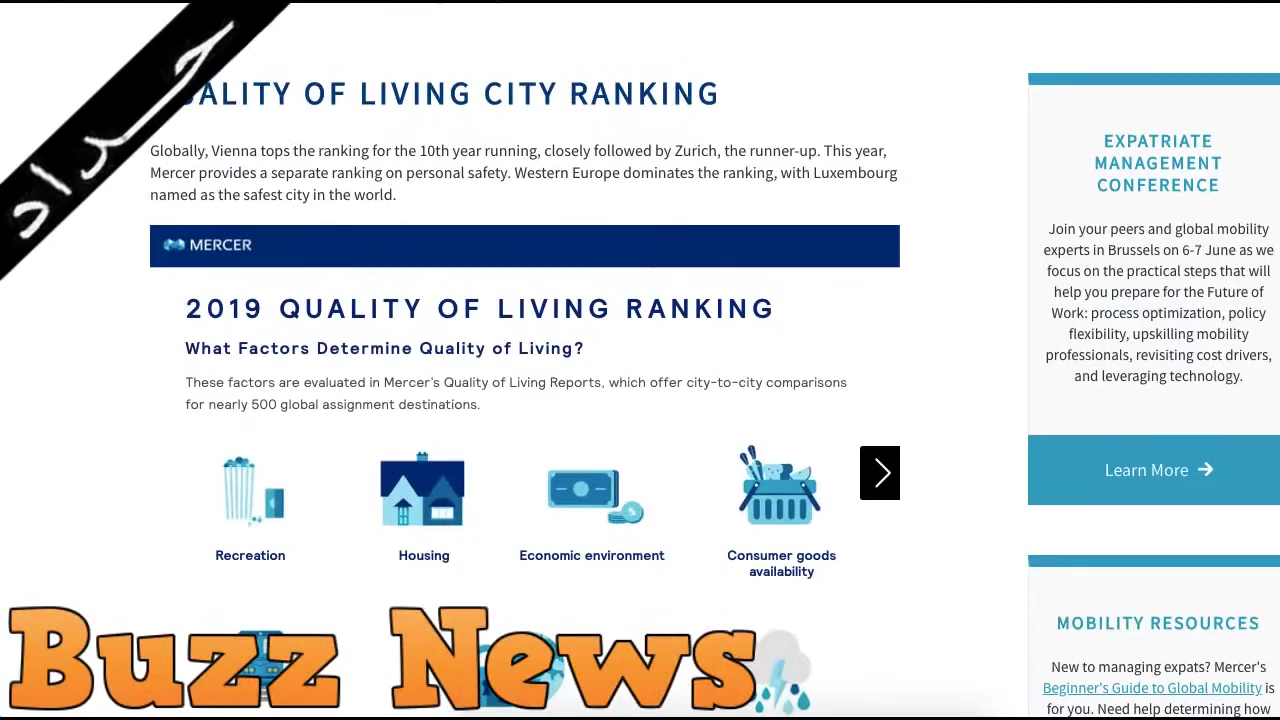 بغداد
QUALITY OF LIVING CITY RANKING
Globally, Vienna tops the ranking for the 10th year running, closely followed by Zurich, the runner-up. This year,
Mercer provides a separate ranking on personal safety. Western Europe dominates the ranking, with Luxembourg
named as the safest city in the world.
MERCER
2019 QUALITY OF LIVING RANKING
What Factors Determine Quality of Living?
These factors are evaluated in Mercer's Quality of Living Reports, which offer city-to-city comparisons
for nearly 500 global assignment destinations.
Recreation
Housing
Economic environment
Consumer goods
availability
Buzz News
EXPATRIATE
MANAGEMENT
CONFERENCE
Join your peers and global mobility
experts in Brussels on 6-7 June as we
focus on the practical steps that will
help you prepare for the Future of
Work: process optimization, policy
flexibility, upskilling mobility
professionals, revisiting cost drivers,
and leveraging technology.
Learn More
MOBILITY RESOURCES
New to managing expats? Mercer's
Beginner's Guide to Global Mobility is
for you. Need help determining how